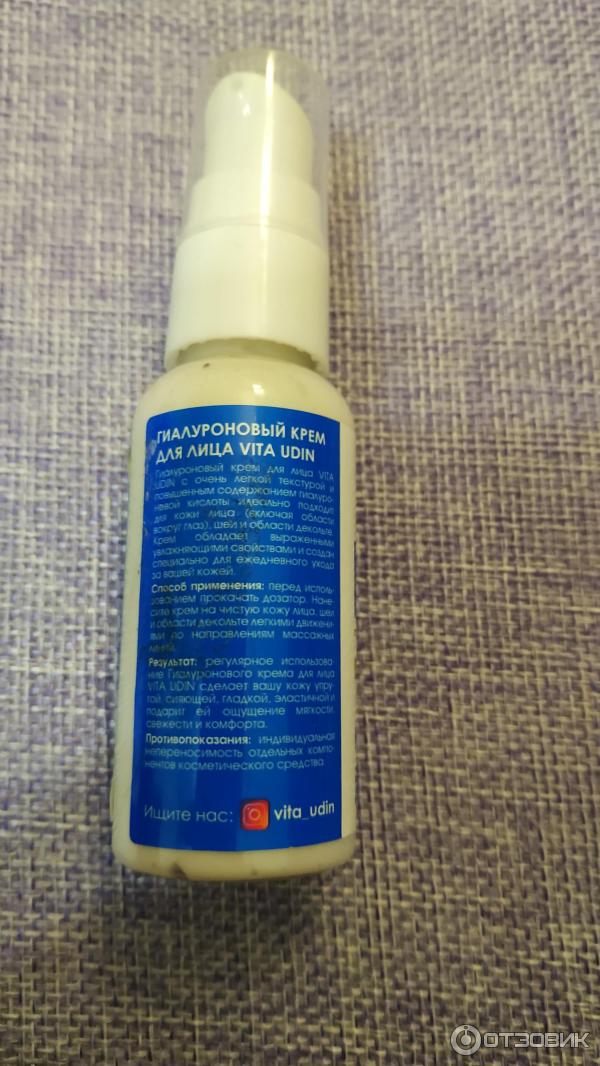 ГИАЛУРОНОВЫЙ КРЕМ
ДЛЯ ЛИЦА VITA UDIN
Гиалуроновый крем для лица VITA
UDIN с очень легкой текстурой и
повышенным содержанием гиалуро-
новой кислоты идеально подходит
для кожи лица (включая области
вокруг глаз), шеи и области декольте.
Крем обладает выраженными
увлажняющими свойствами и создан
специально для ежедневного ухода
за вашей кожей.
Способ применения: перед исполь-
зованием прокачать дозатор. Нане-
сите крем на чистую кожу лица, шеи
и области декольте легкими движени-
ями по направлениям массажных
линий.
Результат: регулярное использова-
ние Гиалуронового крема для лица
VITA UDIN сделает вашу кожу упру-
гой, сияющей, гладкой, эластичной и
подарит ей ощущение мягкости,
свежести и комфорта.
Противопоказания: индивидуальная
непереносимость отдельных компо-
нентов косметического средства.
Ищите нас: vita_udin
ОТЗОВИК